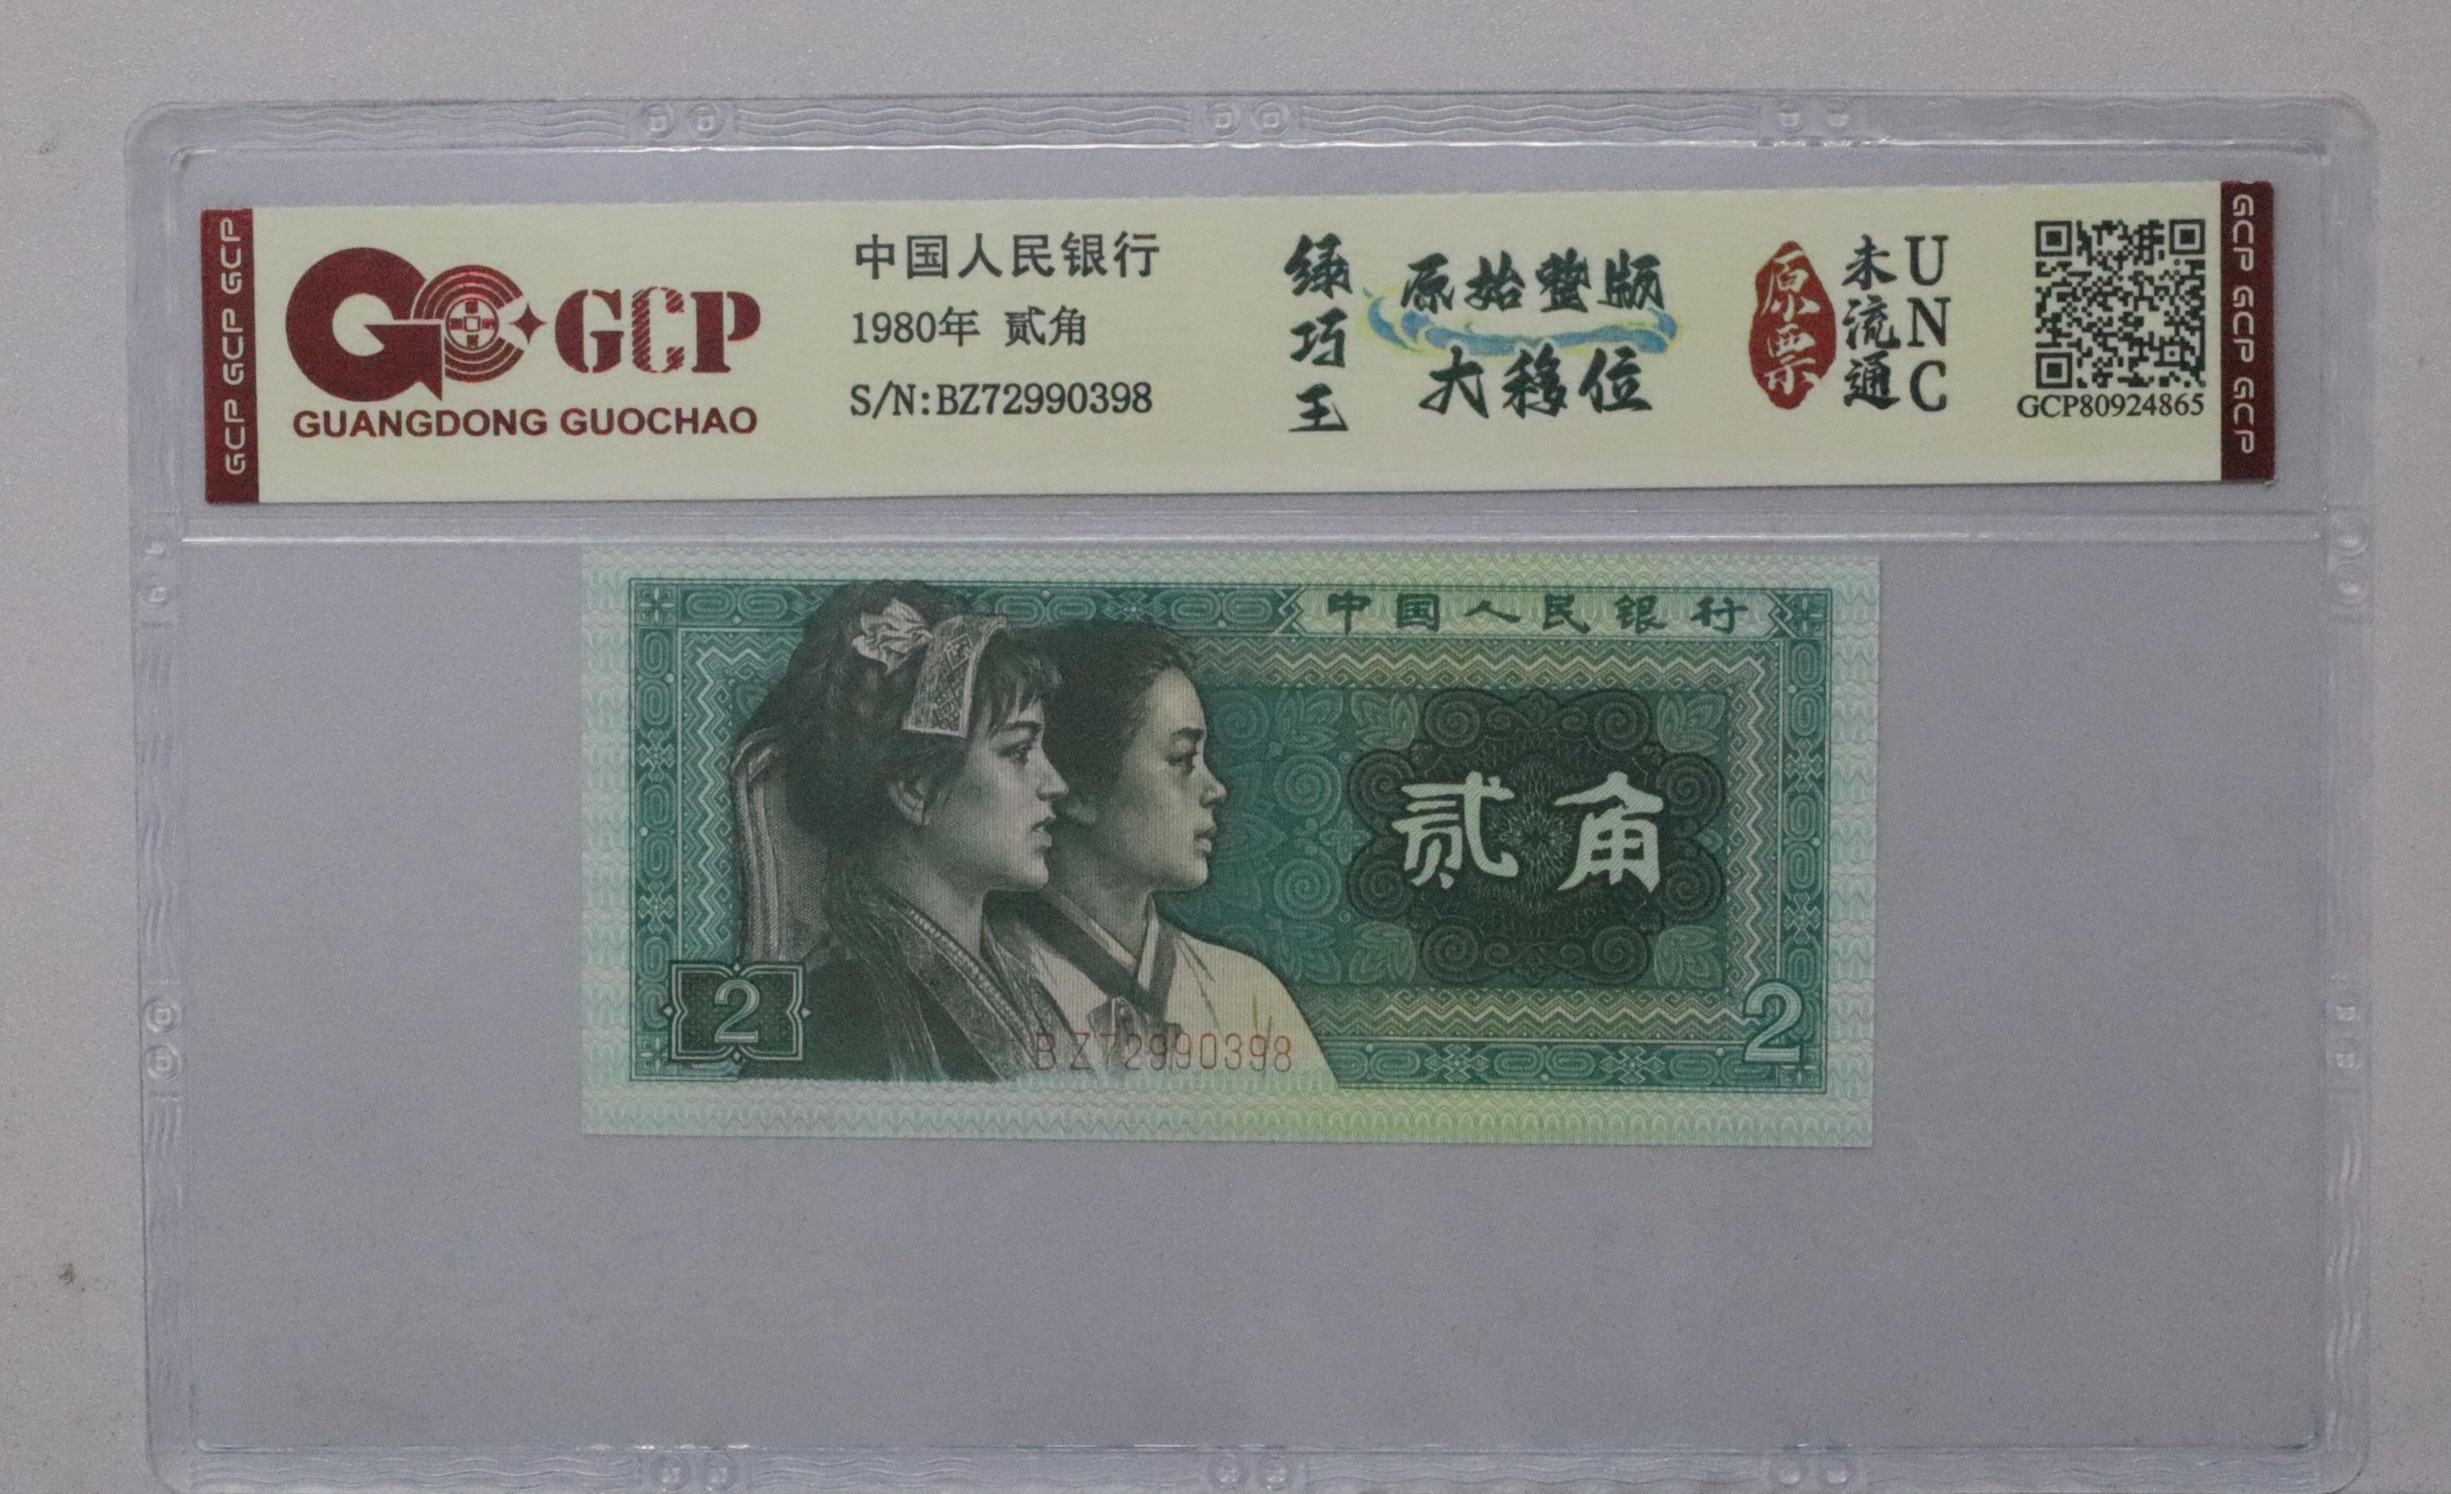 GCP GCP GCP
GCP
GUANGDONG GUOCHAO
中国人民银行
1980年 贰角
S/N:BZ72990398
绿巧王
原始整版
大移位
原票
未流通
UNC
GCP80924865
GCP GCP GCP
中国人民银行
贰角
2
BZ72990398
2